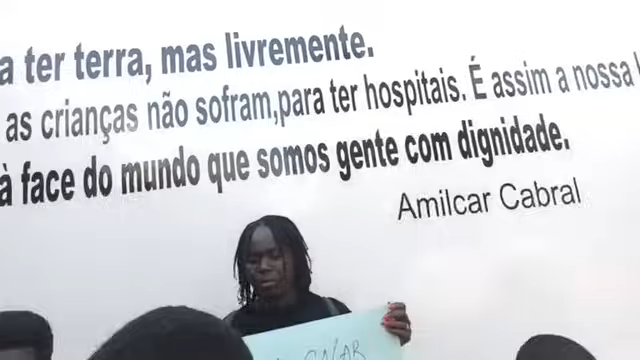 a ter terra, mas livremente.
as crianças não sofram,para ter hospitais. É assim a nossa
à face do mundo que somos gente com dignidade.
Amilcar Cabral